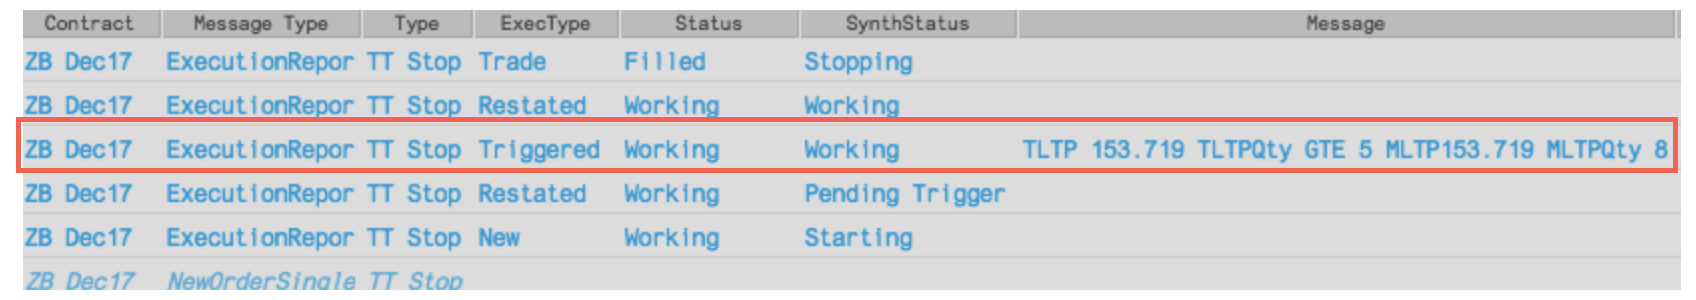 Contract Message Type Type ExecType Status SynthStatus Message
ZB Dec17 ExecutionRepor TT Stop Trade Filled Stopping
ZB Dec17 ExecutionRepor TT Stop Restated Working Working
ZB Dec17 ExecutionRepor TT Stop Triggered Working Working TLTP 153.719 TLTPQty GTE 5 MLTP153.719 MLTPQty 8
ZB Dec17 ExecutionRepor TT Stop Restated Working Pending Trigger
ZB Dec17 ExecutionRepor TT Stop New Working Starting
ZB Dec17 NewOrderSingle TT Stop